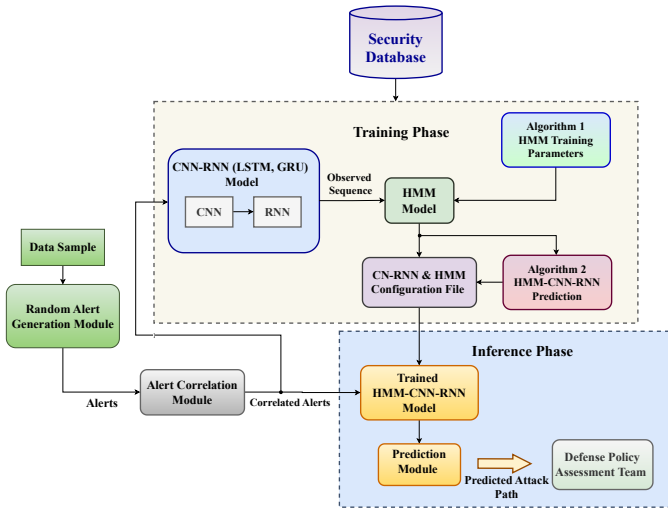 Security
Database
Training Phase
Algorithm 1
HMM Training
Parameters
CNN-RNN (LSTM, GRU)
Model
CNN
RNN
Observed
Sequence
HMM
Model
Data Sample
Random Alert
Generation Module
CN-RNN & HMM
Configuration File
Algorithm 2
HMM-CNN-RNN
Prediction
Inference Phase
Alerts
Alert Correlation
Module
Correlated Alerts
Trained
HMM-CNN-RNN
Model
Prediction
Module
Predicted Attack
Path
Defense Policy
Assessment Team